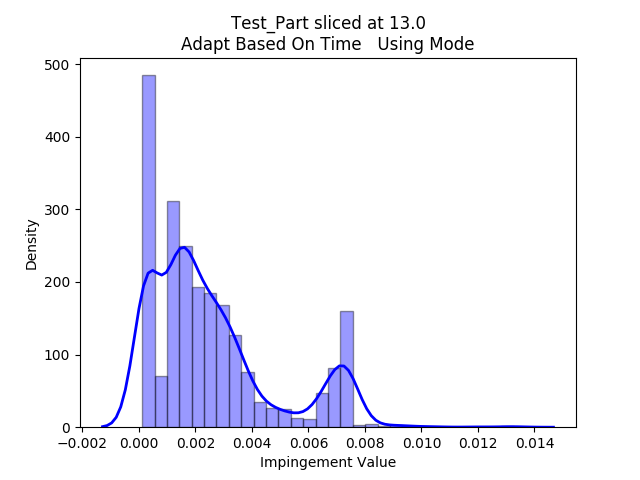 Test_Part sliced at 13.0
Adapt Based On Time   Using Mode
500
400
300
200
100
0
Density
−0.002 0.000 0.002 0.004 0.006 0.008 0.010 0.012 0.014
Impingement Value